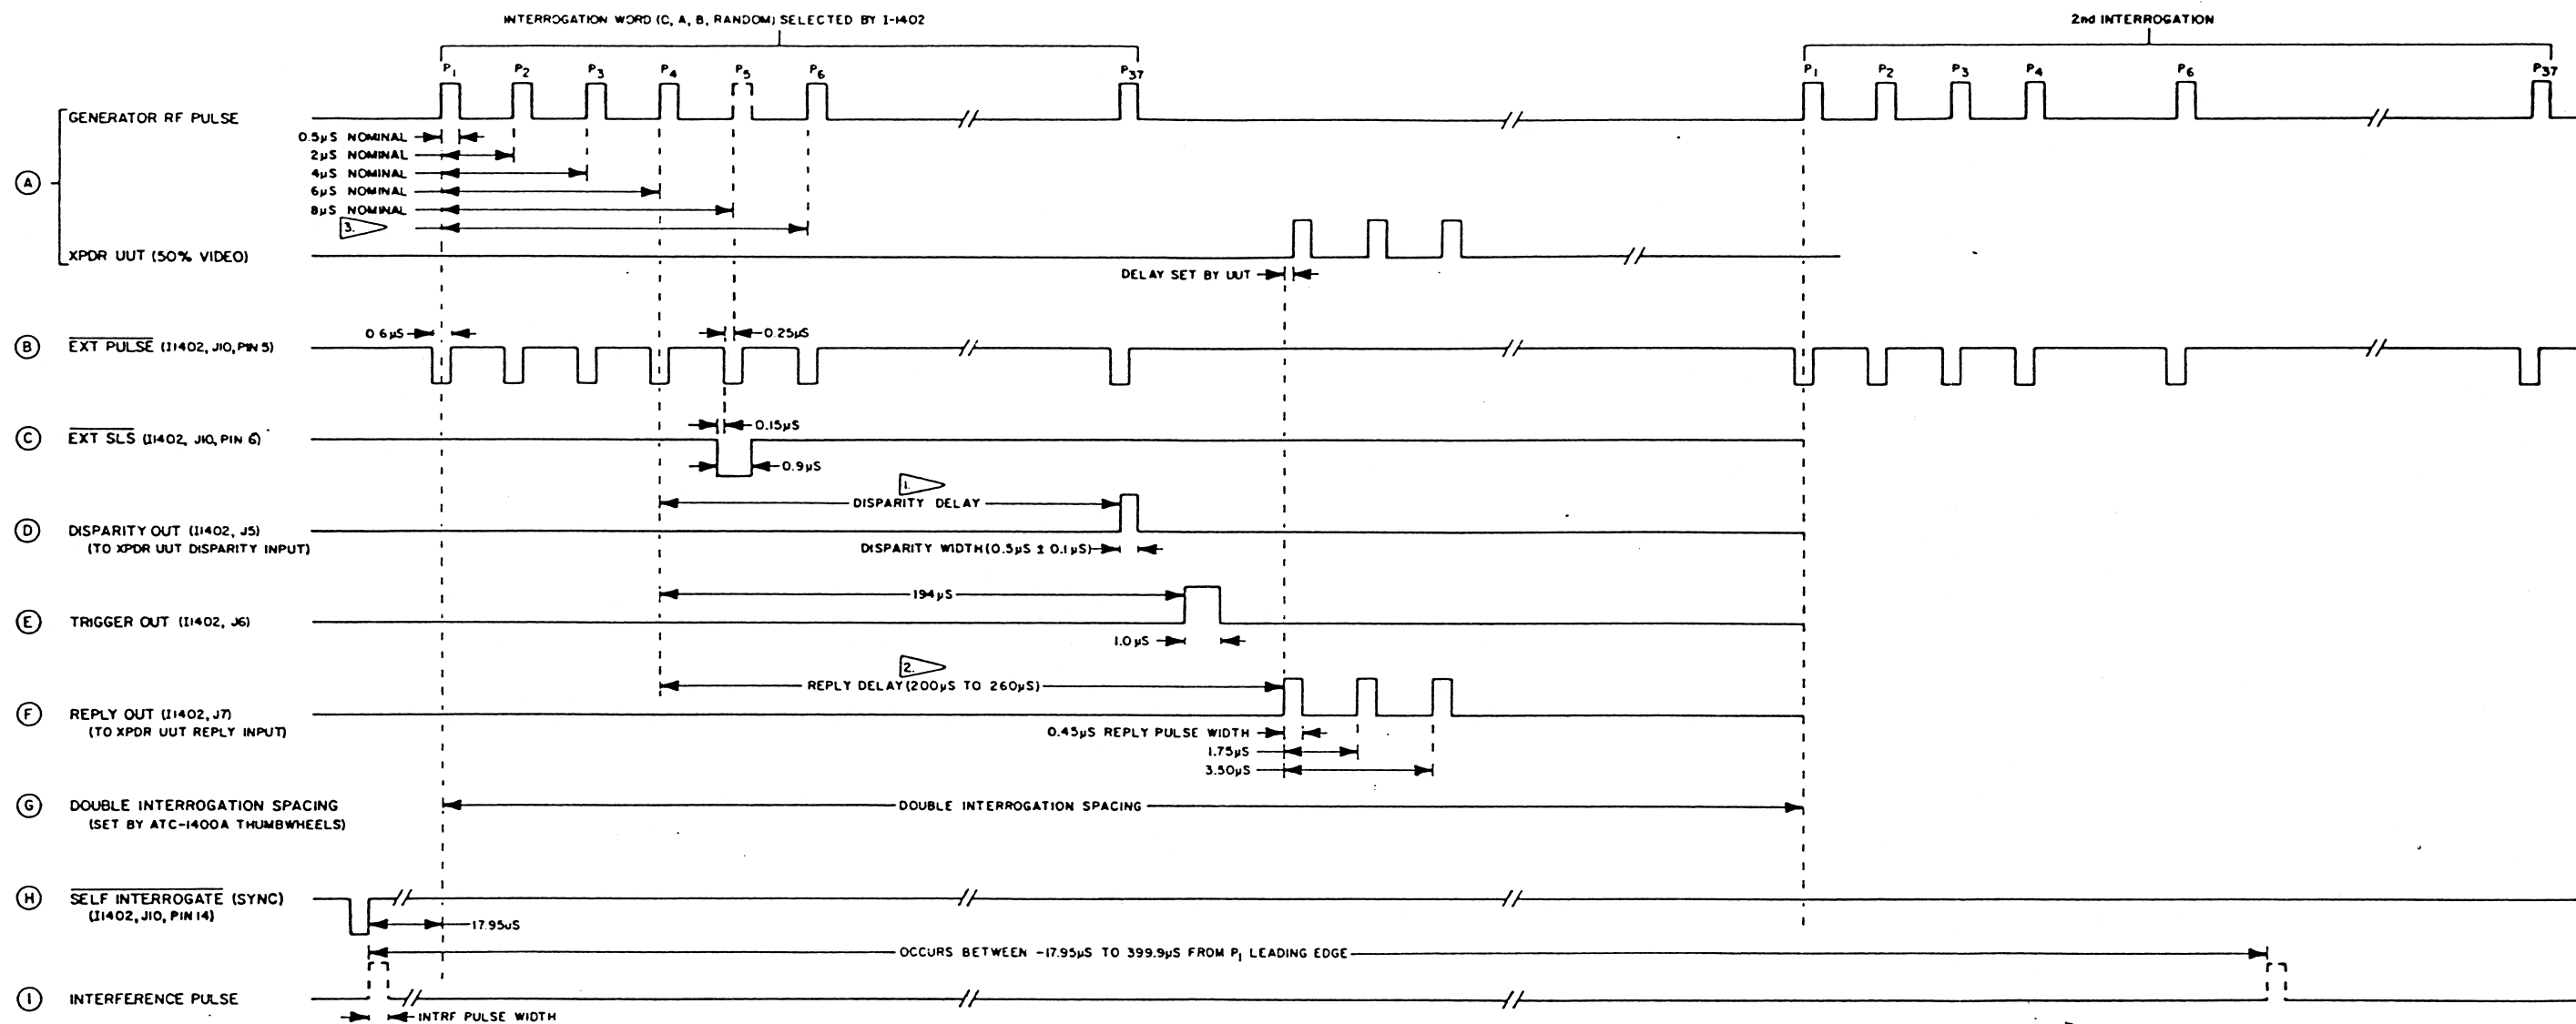 INTERROGATION WORD (C, A, B, RANDOM) SELECTED BY I-1402
2nd INTERROGATION
P1 P2 P3 P4 P5 P6 P37 P1 P2 P3 P4 P6 P37
GENERATOR RF PULSE
0.5µS NOMINAL
2µS NOMINAL
4µS NOMINAL
6µS NOMINAL
8µS NOMINAL
3.
A
XPDR UUT (50% VIDEO)
DELAY SET BY UUT
0.6µS
0.25µS
B EXT PULSE (I1402, J10, PIN 5)
C EXT SLS (I1402, J10, PIN 6)
0.15µS
0.9µS
1.
DISPARITY DELAY
D DISPARITY OUT (I1402, J5)
(TO XPDR UUT DISPARITY INPUT)
DISPARITY WIDTH (0.5µS ± 0.1µS)
194µS
E TRIGGER OUT (I1402, J6)
1.0µS
2.
REPLY DELAY (200µS TO 260µS)
F REPLY OUT (I1402, J7)
(TO XPDR UUT REPLY INPUT)
0.45µS REPLY PULSE WIDTH
1.75µS
3.50µS
G DOUBLE INTERROGATION SPACING
(SET BY ATC-1400A THUMBWHEELS)
DOUBLE INTERROGATION SPACING
H SELF INTERROGATE (SYNC)
(I1402, J10, PIN 14)
17.95uS
OCCURS BETWEEN -17.95µS TO 399.9µS FROM P1 LEADING EDGE
I INTERFERENCE PULSE
INTRF PULSE WIDTH